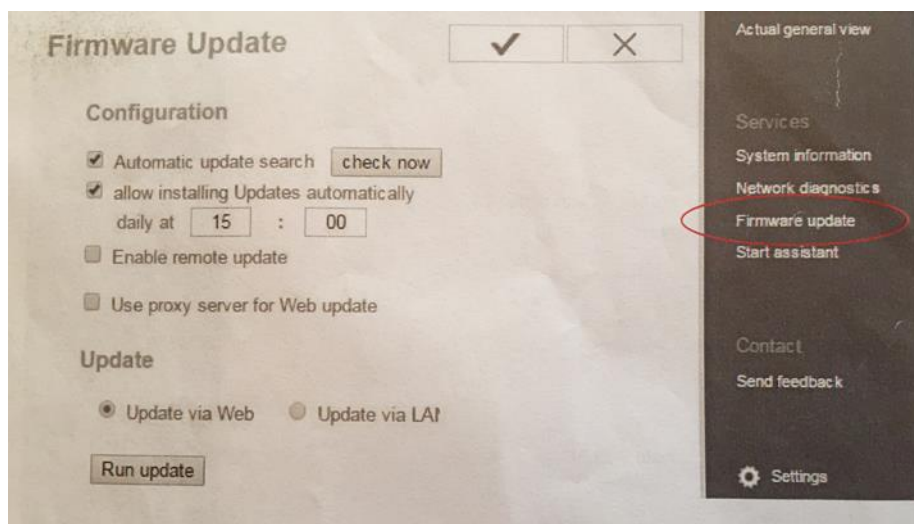 Firmware Update
Configuration
Automatic update search check now
allow installing Updates automatically
daily at 15 : 00
Enable remote update
Use proxy server for Web update
Update
Update via Web Update via LAN
Run update
Actual general view
Services
System information
Network diagnostics
Firmware update
Start assistant
Contact
Send feedback
Settings